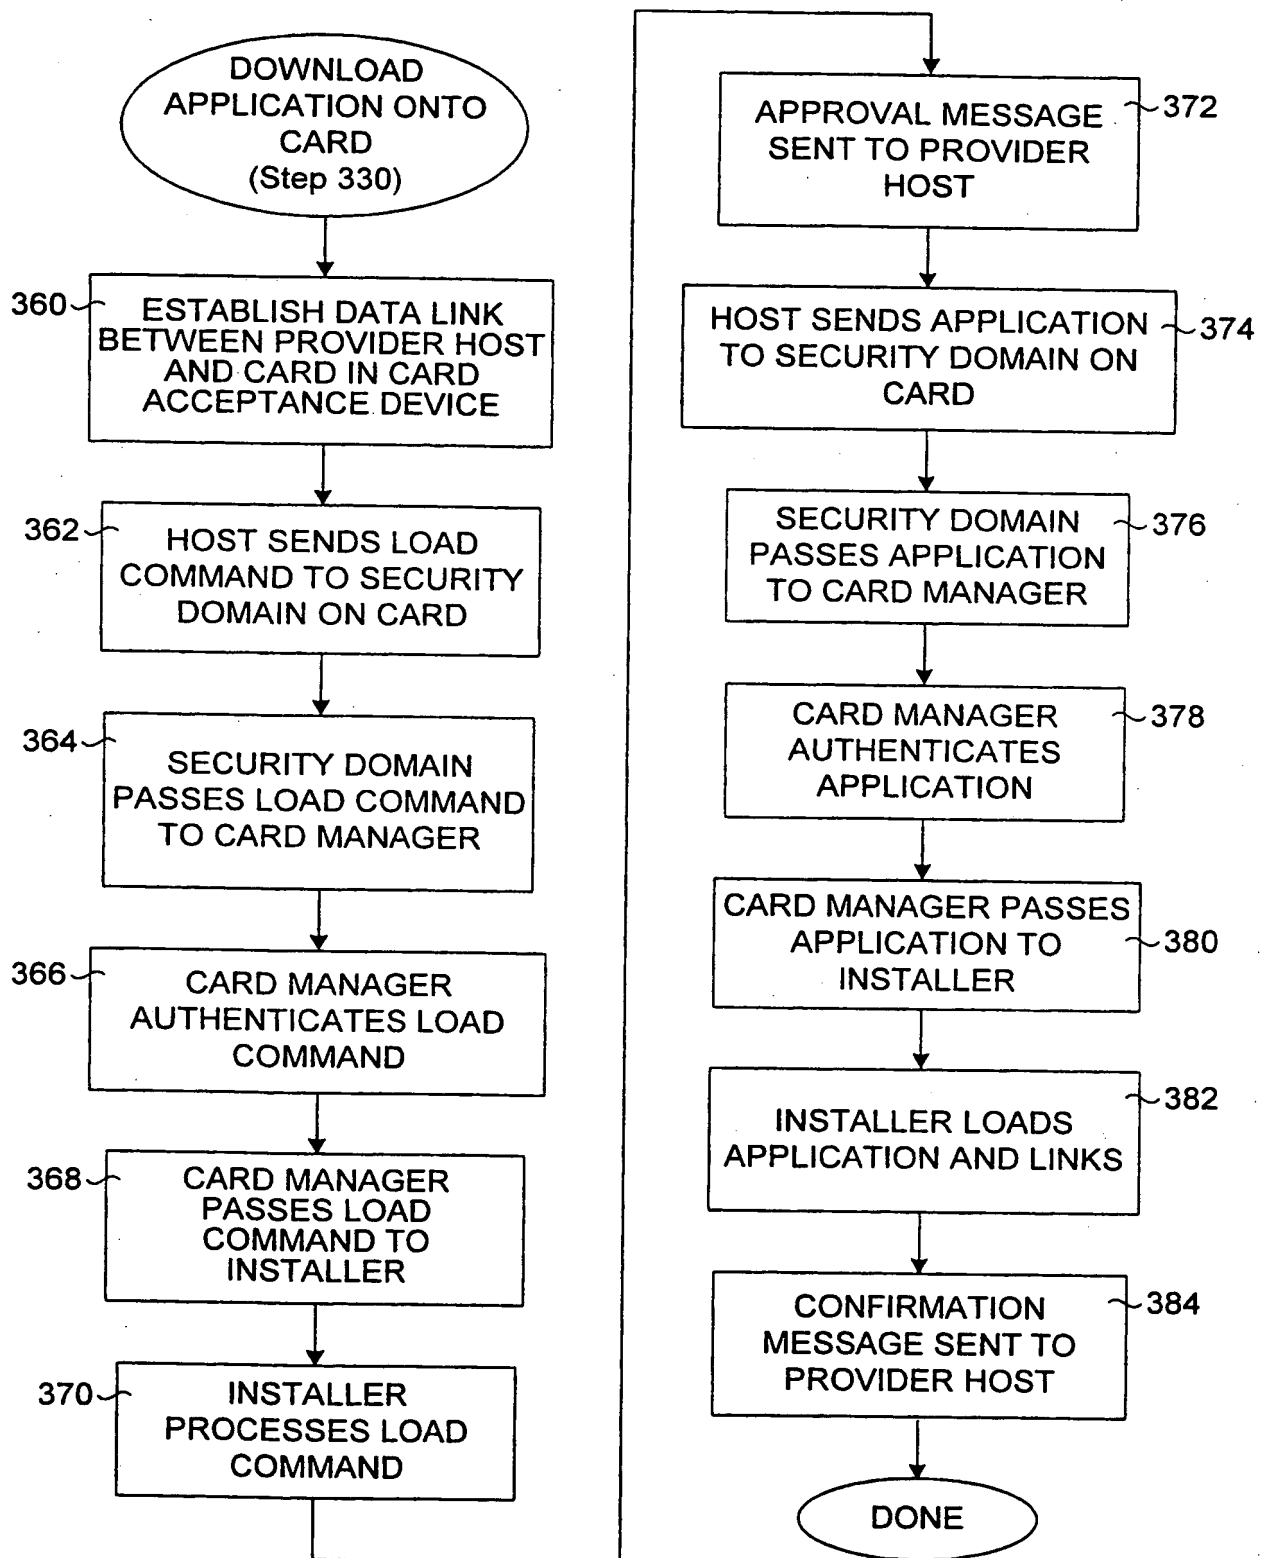 DOWNLOAD
APPLICATION ONTO
CARD
(Step 330)
360
ESTABLISH DATA LINK
BETWEEN PROVIDER HOST
AND CARD IN CARD
ACCEPTANCE DEVICE
362
HOST SENDS LOAD
COMMAND TO SECURITY
DOMAIN ON CARD
364
SECURITY DOMAIN
PASSES LOAD COMMAND
TO CARD MANAGER
366
CARD MANAGER
AUTHENTICATES LOAD
COMMAND
368
CARD MANAGER
PASSES LOAD
COMMAND TO
INSTALLER
370
INSTALLER
PROCESSES LOAD
COMMAND
372
APPROVAL MESSAGE
SENT TO PROVIDER
HOST
374
HOST SENDS APPLICATION
TO SECURITY DOMAIN ON
CARD
376
SECURITY DOMAIN
PASSES APPLICATION
TO CARD MANAGER
378
CARD MANAGER
AUTHENTICATES
APPLICATION
380
CARD MANAGER PASSES
APPLICATION TO
INSTALLER
382
INSTALLER LOADS
APPLICATION AND LINKS
384
CONFIRMATION
MESSAGE SENT TO
PROVIDER HOST
DONE